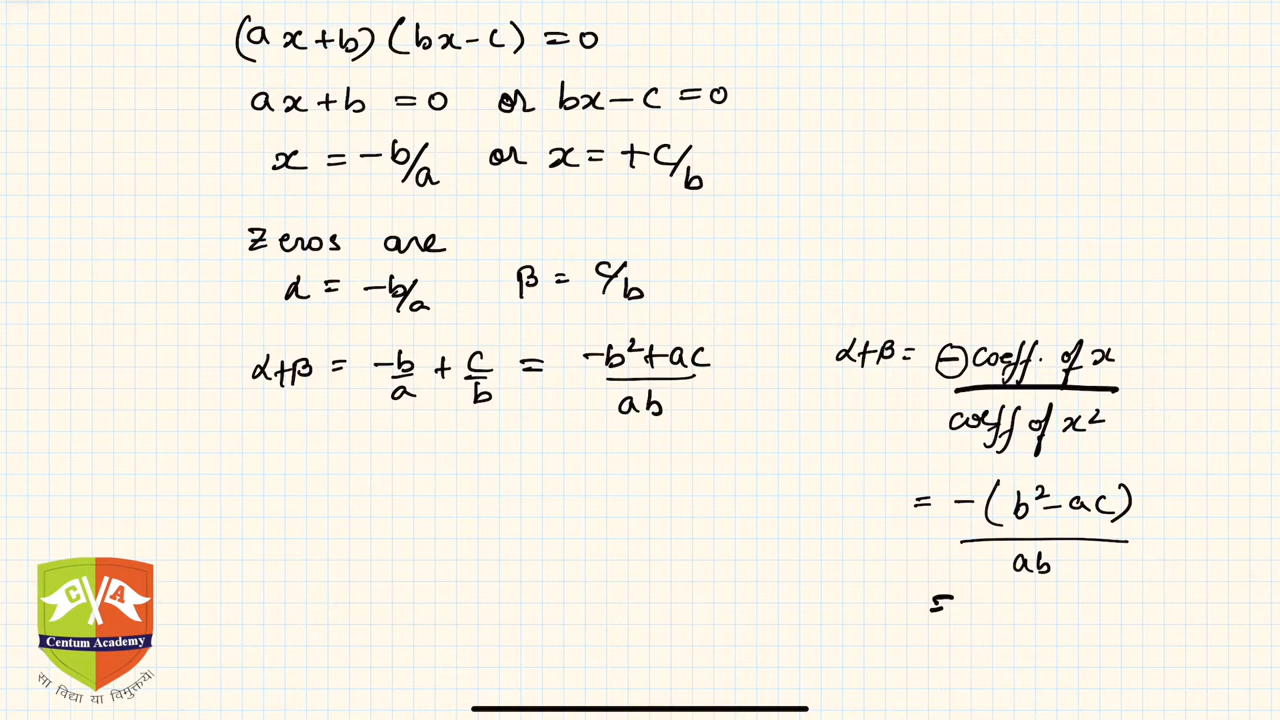 (ax+b)(bx-c) = 0
ax+b = 0 or bx-c = 0
x = -b/a or x = +c/b
Zeros are
α = -b/a β = c/b
α+β = -b/a + c/b = -b²+ac/ab
α+β = - coeff. of x
coeff of x²
= -(b²-ac)
ab
=
C A
Centum Academy
सा विद्या या विमुक्तये।